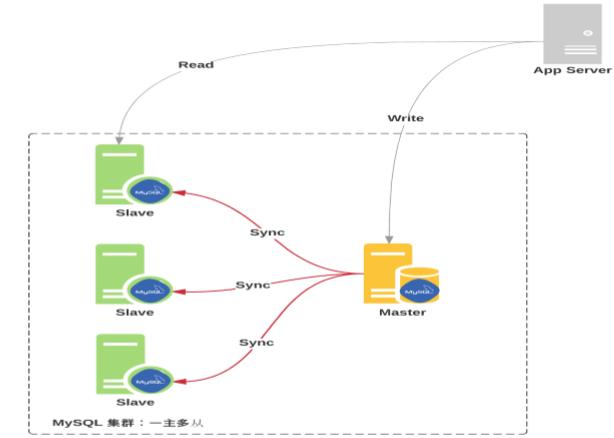 Read
App Server
Write
MySQL
Slave
Sync
MySQL
Slave
Sync
MySQL
Master
Sync
MySQL
Slave
MySQL 集群：一主多从